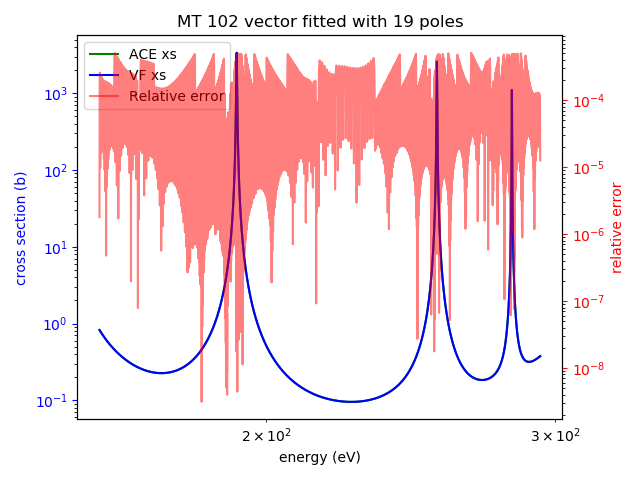 MT 102 vector fitted with 19 poles
ACE xs
VF xs
Relative error
cross section (b)
10³
10²
10¹
10⁰
10⁻¹
10⁻⁴
10⁻⁵
10⁻⁶
10⁻⁷
10⁻⁸
relative error
2 × 10²
3 × 10²
energy (eV)